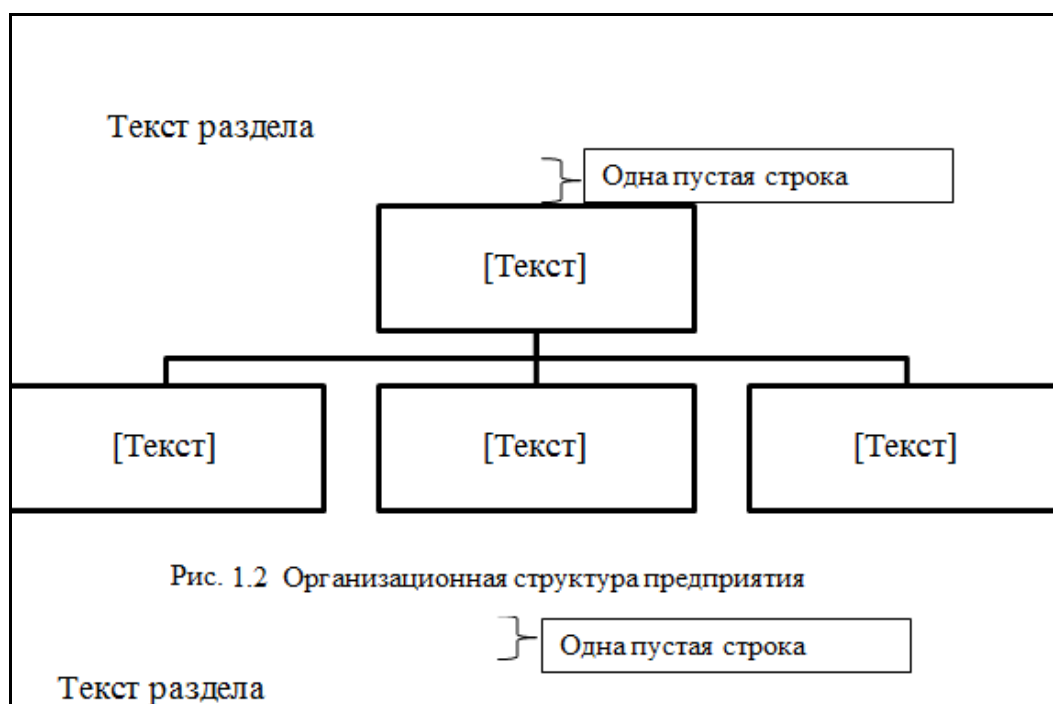 Текст раздела
Одна пустая строка
[Текст]
[Текст] [Текст] [Текст]
Рис. 1.2 Организационная структура предприятия
Одна пустая строка
Текст раздела